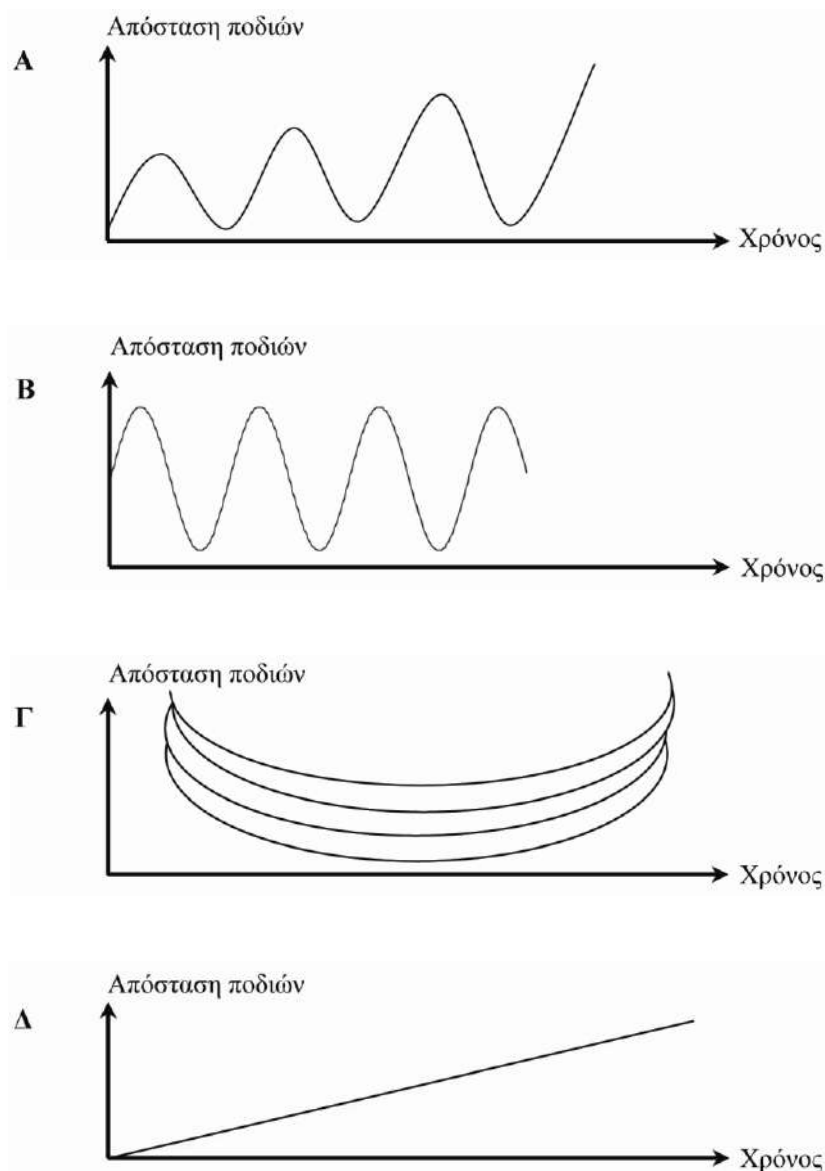 Απόσταση ποδιών
Α
Χρόνος
Απόσταση ποδιών
Β
Χρόνος
Απόσταση ποδιών
Γ
Χρόνος
Απόσταση ποδιών
Δ
Χρόνος